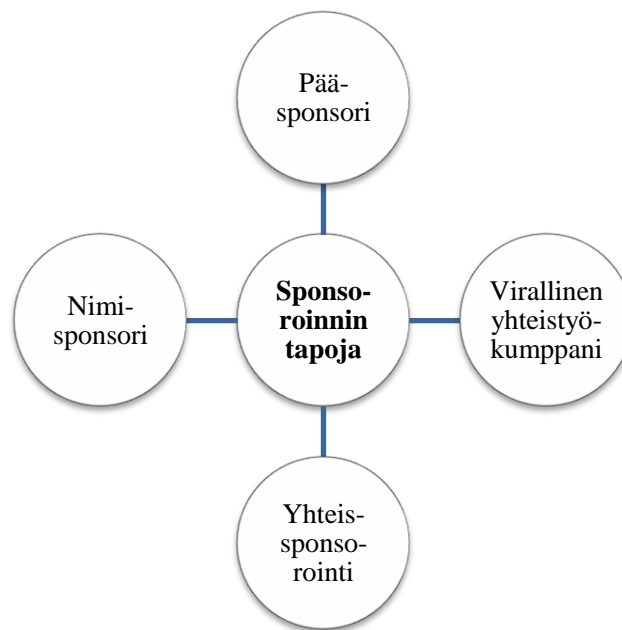 Pää-
sponsori
Nimi-
sponsori
Sponso-
roinnin
tapoja
Virallinen
yhteistyö-
kumppani
Yhteis-
sponso-
rointi